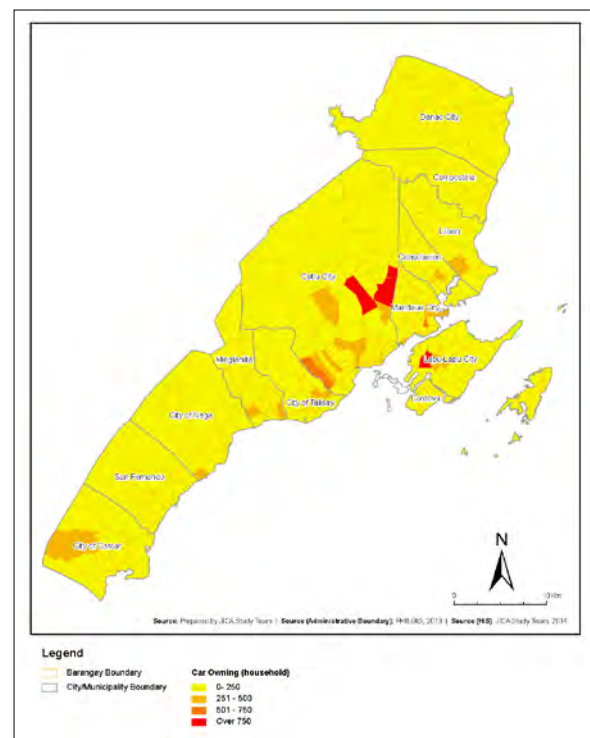 Danao City
Compostela
Liloan
Consolacion
Cebu City
Mandaue City
Lapu-Lapu City
Minglanilla
City of Talisay
Cordova
City of Naga
San Fernando
City of Carcar
N
Source: Prepared by JICA Study Team | Source (Administrative Boundary): PHILGIS, 2013 | Source (HIS): JICA Study Team, 2014
Legend
Barangay Boundary
City/Municipality Boundary
Car Owning (household)
0- 250
251 - 500
501 - 750
Over 750